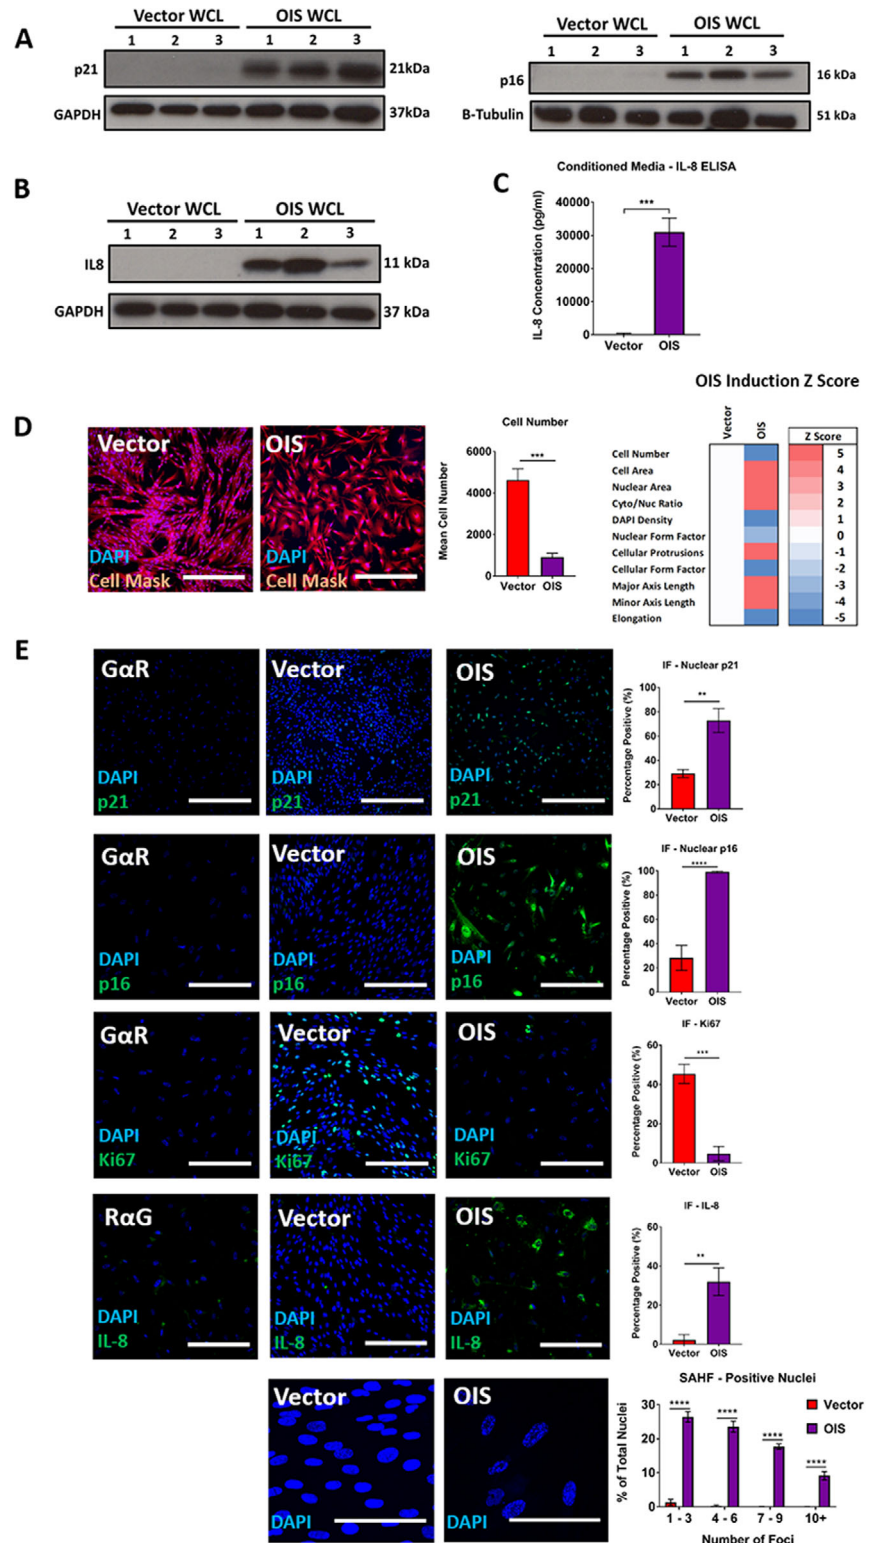 A
Vector WCL OIS WCL
1 2 3 1 2 3
p21 21kDa
GAPDH 37kDa
Vector WCL OIS WCL
1 2 3 1 2 3
p16 16 kDa
B-Tubulin 51 kDa
B
Vector WCL OIS WCL
1 2 3 1 2 3
IL8 11 kDa
GAPDH 37 kDa
C
Conditioned Media - IL-8 ELISA
IL-8 Concentration (pg/ml)
40000
30000
20000
10000
0
***
Vector OIS
D
Vector
DAPI
Cell Mask
OIS
DAPI
Cell Mask
Cell Number
Mean Cell Number
6000
4000
2000
0
***
Vector OIS
OIS Induction Z Score
Vector OIS
Cell Number
Cell Area
Nuclear Area
Cyto/Nuc Ratio
DAPI Density
Nuclear Form Factor
Cellular Protrusions
Cellular Form Factor
Major Axis Length
Minor Axis Length
Elongation
Z Score
5
4
3
2
1
0
-1
-2
-3
-4
-5
E
GαR
DAPI
p21
Vector
DAPI
p21
OIS
DAPI
p21
IF - Nuclear p21
Percentage Positive (%)
100
80
60
40
20
0
**
Vector OIS
GαR
DAPI
p16
Vector
DAPI
p16
OIS
DAPI
p16
IF - Nuclear p16
Percentage Positive (%)
100
80
60
40
20
0
****
Vector OIS
GαR
DAPI
Ki67
Vector
DAPI
Ki67
OIS
DAPI
Ki67
IF - Ki67
Percentage Positive (%)
60
40
20
0
***
Vector OIS
RαG
DAPI
IL-8
Vector
DAPI
IL-8
OIS
DAPI
IL-8
IF - IL-8
Percentage Positive (%)
60
40
20
0
**
Vector OIS
Vector
DAPI
OIS
DAPI
SAHF - Positive Nuclei
% of Total Nuclei
30
20
10
0
**** **** **** ****
Vector
OIS
1 - 3 4 - 6 7 - 9 10+
Number of Foci